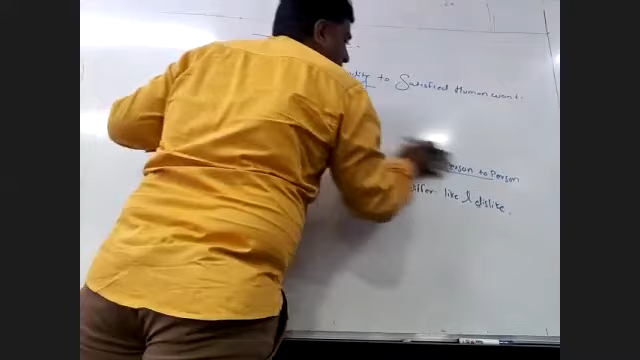 to Satisfied Human want.
Person to Person
differ like & dislike.